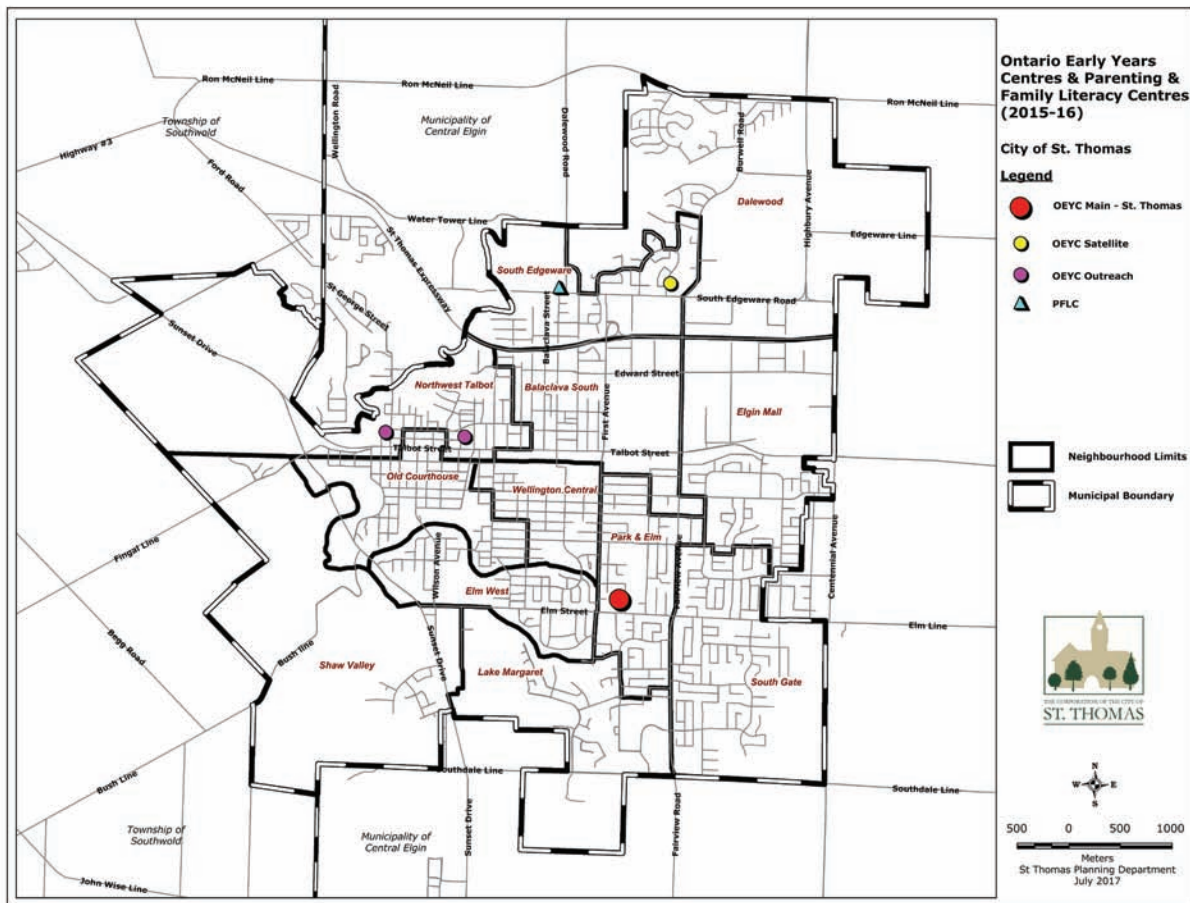 Ontario Early Years
Centres & Parenting &
Family Literacy Centres
(2015-16)
City of St. Thomas
Legend
OEYC Main - St. Thomas
OEYC Satellite
OEYC Outreach
PFLC
Neighbourhood Limits
Municipal Boundary
THE CORPORATION OF THE CITY OF
ST. THOMAS
N
W E
S
500 0 500 1000
Meters
St Thomas Planning Department
July 2017
Ron McNeil Line
Ron McNeil Line
Ron McNeil Line
Township of
Southwold
Municipality of
Central Elgin
Wellington Road
Dalewood Road
Burwell Road
Highway #3
Ford Road
Dalewood
Highbury Avenue
Water Tower Line
St Thomas Expressway
Edgeware Line
South Edgeware
St George Street
South Edgeware Road
Sunset Drive
Balaclava Street
Edward Street
Northwest Talbot
Balaclava South
First Avenue
Elgin Mall
Talbot Street
Talbot Street
Old Courthouse
Wellington Central
Fingal Line
Park & Elm
Wilson Avenue
Fairview Avenue
Centennial Avenue
Elm West
Elm Street
Elm Line
Begg Road
Bush line
Sunset Drive
Shaw Valley
Lake Margaret
South Gate
Bush Line
Southdale Line
Southdale Line
Township of
Southwold
Municipality of
Central Elgin
Sunset Drive
Fairview Road
John Wise Line